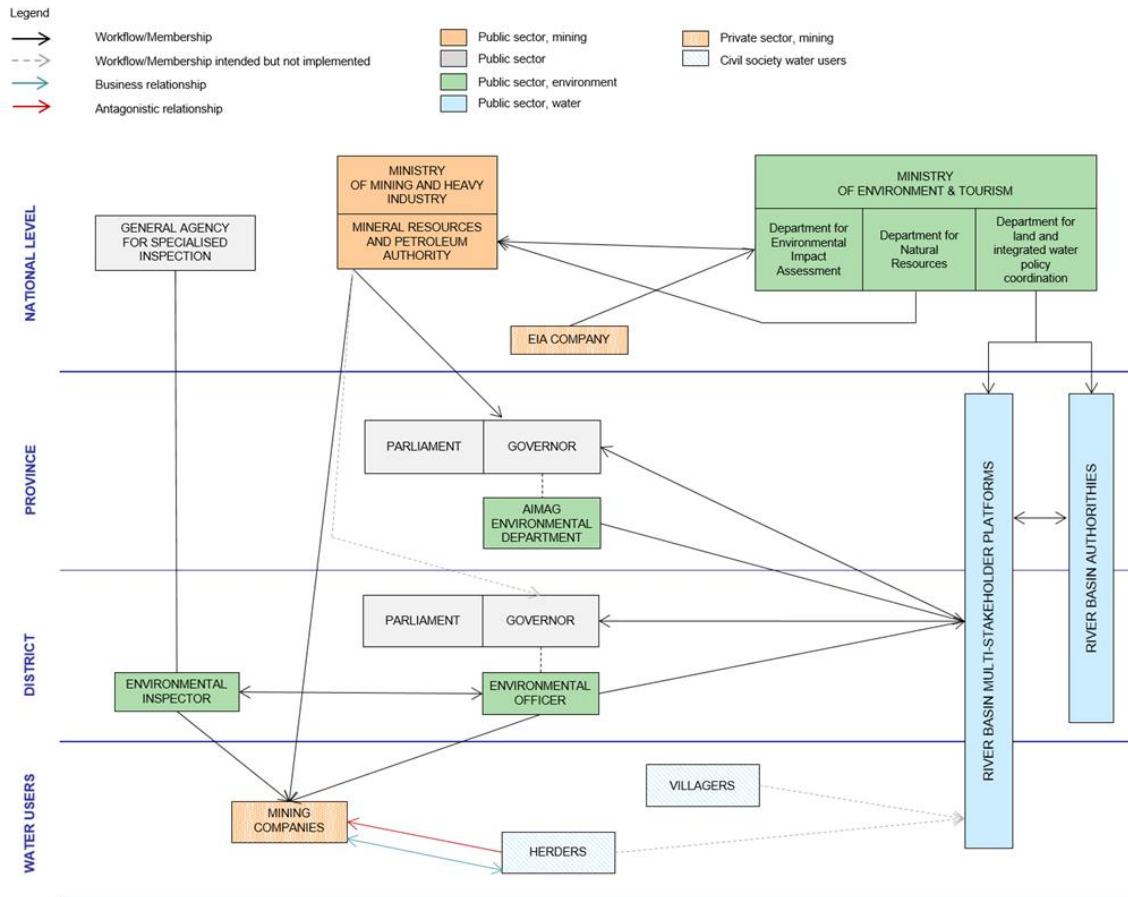 Legend
Workflow/Membership
Workflow/Membership intended but not implemented
Business relationship
Antagonistic relationship
Public sector, mining
Public sector
Public sector, environment
Public sector, water
Private sector, mining
Civil society water users
NATIONAL LEVEL
GENERAL AGENCY
FOR SPECIALISED
INSPECTION
MINISTRY
OF MINING AND HEAVY
INDUSTRY
MINERAL RESOURCES
AND PETROLEUM
AUTHORITY
MINISTRY
OF ENVIRONMENT & TOURISM
Department for
Environmental
Impact
Assessment
Department for
Natural
Resources
Department for
land and
integrated water
policy
coordination
EIA COMPANY
PROVINCE
PARLIAMENT
GOVERNOR
AIMAG
ENVIRONMENTAL
DEPARTMENT
RIVER BASIN MULTI-STAKEHOLDER PLATFORMS
RIVER BASIN AUTHORITHIES
DISTRICT
PARLIAMENT
GOVERNOR
ENVIRONMENTAL
INSPECTOR
ENVIRONMENTAL
OFFICER
WATER USERS
VILLAGERS
MINING
COMPANIES
HERDERS